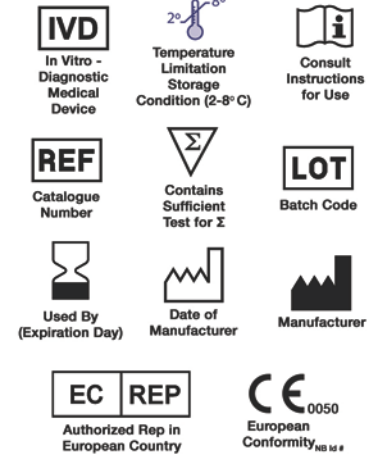 IVD
In Vitro -
Diagnostic
Medical
Device
2° 8°
Temperature
Limitation
Storage
Condition (2-8°C)
i
Consult
Instructions
for Use
REF
Catalogue
Number
Σ
Contains
Sufficient
Test for Σ
LOT
Batch Code
Used By
(Expiration Day)
Date of
Manufacturer
Manufacturer
EC REP
Authorized Rep in
European Country
CE 0050
European
Conformity NB Id #